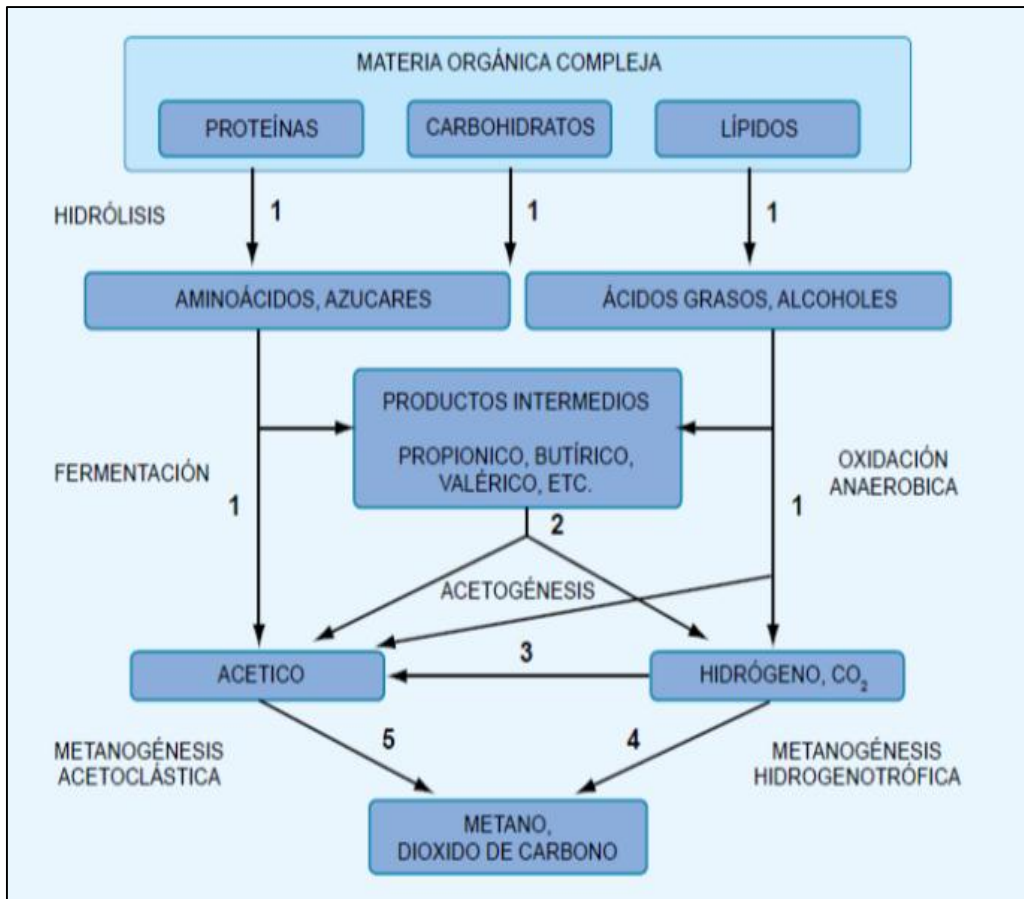 MATERIA ORGÁNICA COMPLEJA
PROTEÍNAS
CARBOHIDRATOS
LÍPIDOS
HIDRÓLISIS
1
1
1
AMINOÁCIDOS, AZUCARES
ÁCIDOS GRASOS, ALCOHOLES
PRODUCTOS INTERMEDIOS
PROPIONICO, BUTÍRICO,
VALÉRICO, ETC.
FERMENTACIÓN
OXIDACIÓN
ANAEROBICA
1
1
2
ACETOGÉNESIS
3
ACETICO
HIDRÓGENO, CO₂
METANOGÉNESIS
ACETOCLÁSTICA
5
4
METANOGÉNESIS
HIDROGENOTRÓFICA
METANO,
DIOXIDO DE CARBONO